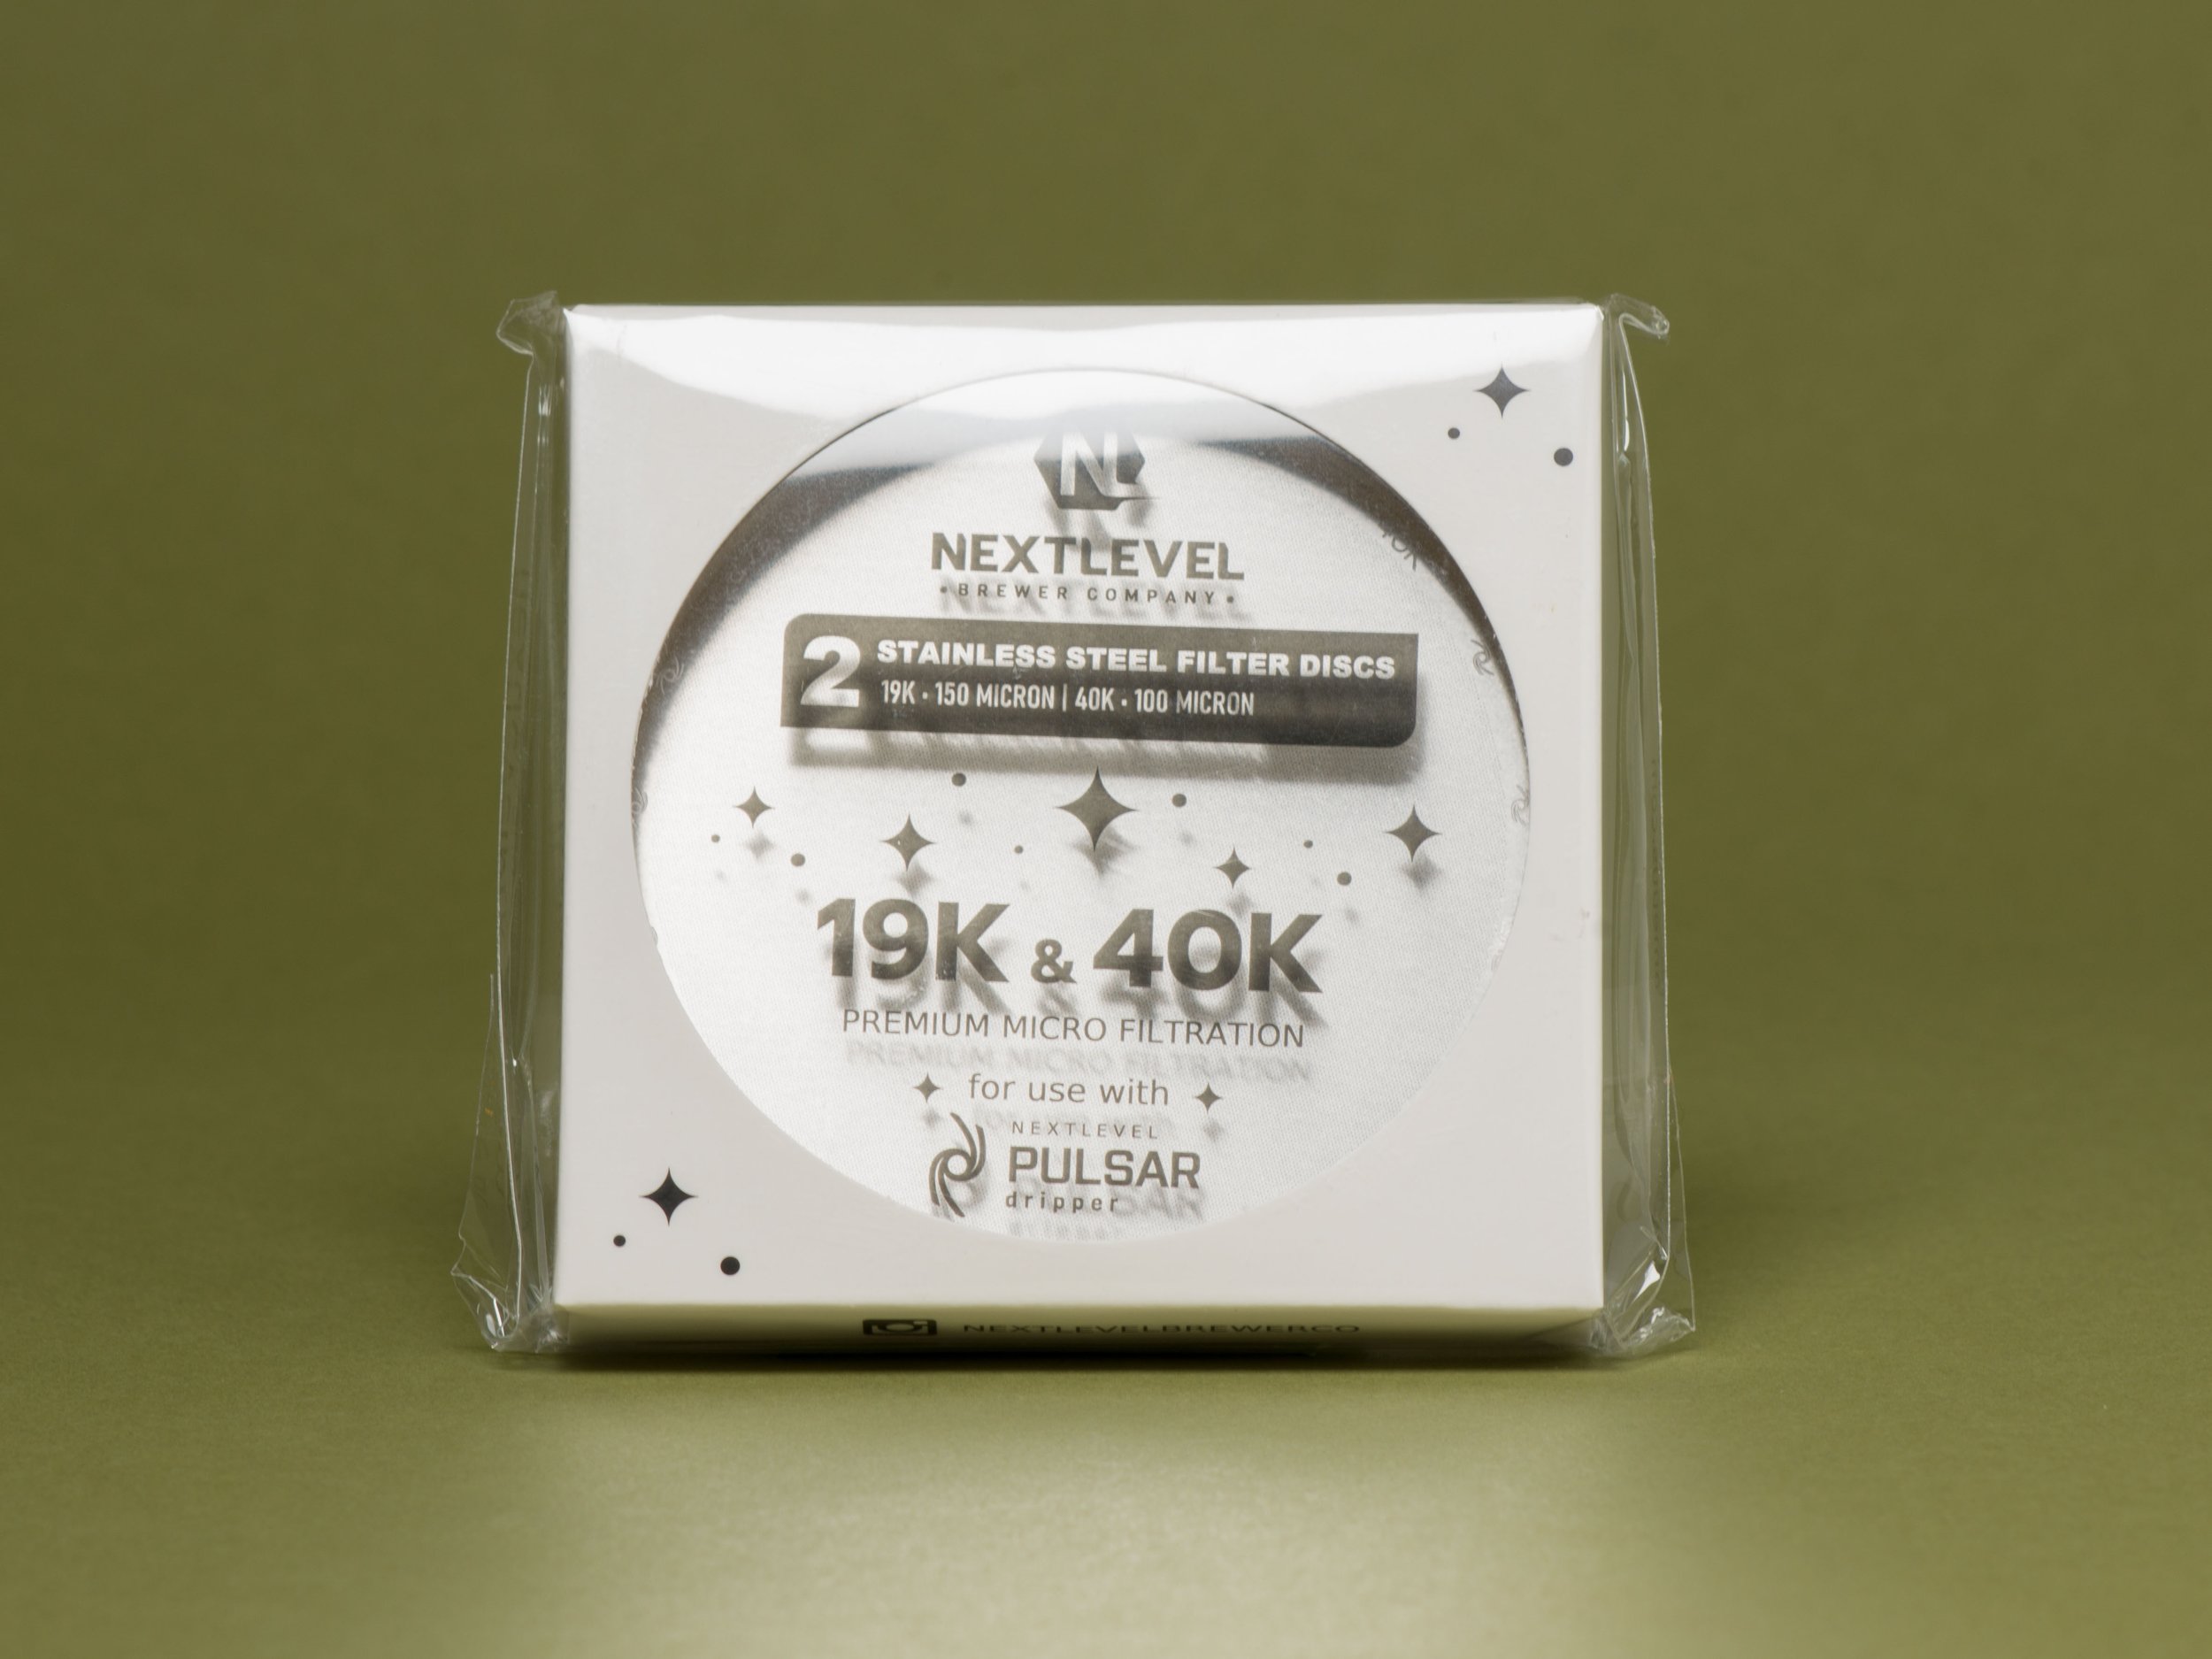 N
NEXTLEVEL
• BREWER COMPANY •
2 STAINLESS STEEL FILTER DISCS
19K · 150 MICRON | 40K · 100 MICRON
19K & 40K
PREMIUM MICRO FILTRATION
for use with
NEXTLEVEL
PULSAR
dripper
NEXTLEVELBREWERCO